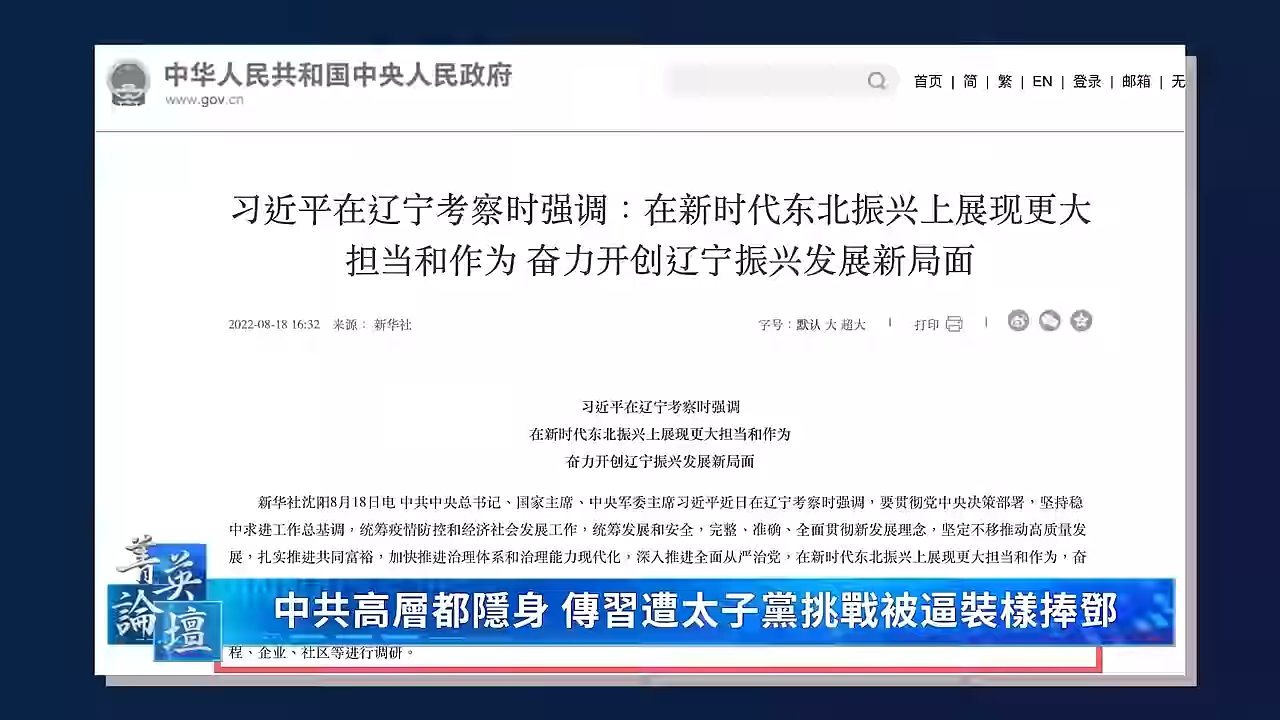 中华人民共和国中央人民政府
www.gov.cn
首页 | 简 | 繁 | EN | 登录 | 邮箱 | 无
习近平在辽宁考察时强调：在新时代东北振兴上展现更大
担当和作为 奋力开创辽宁振兴发展新局面
2022-08-18 16:32 来源： 新华社
字号：默认 大 超大 | 打印 |
习近平在辽宁考察时强调
在新时代东北振兴上展现更大担当和作为
奋力开创辽宁振兴发展新局面
新华社沈阳8月18日电 中共中央总书记、国家主席、中央军委主席习近平近日在辽宁考察时强调，要贯彻党中央决策部署，坚持稳
中求进工作总基调，统筹疫情防控和经济社会发展工作，统筹发展和安全，完整、准确、全面贯彻新发展理念，坚定不移推动高质量发
展，扎实推进共同富裕，加快推进治理体系和治理能力现代化，深入推进全面从严治党，在新时代东北振兴上展现更大担当和作为，奋
菁英論壇
中共高層都隱身 傳習遭太子黨挑戰被逼裝樣捧鄧
程、企业、社区等进行调研。